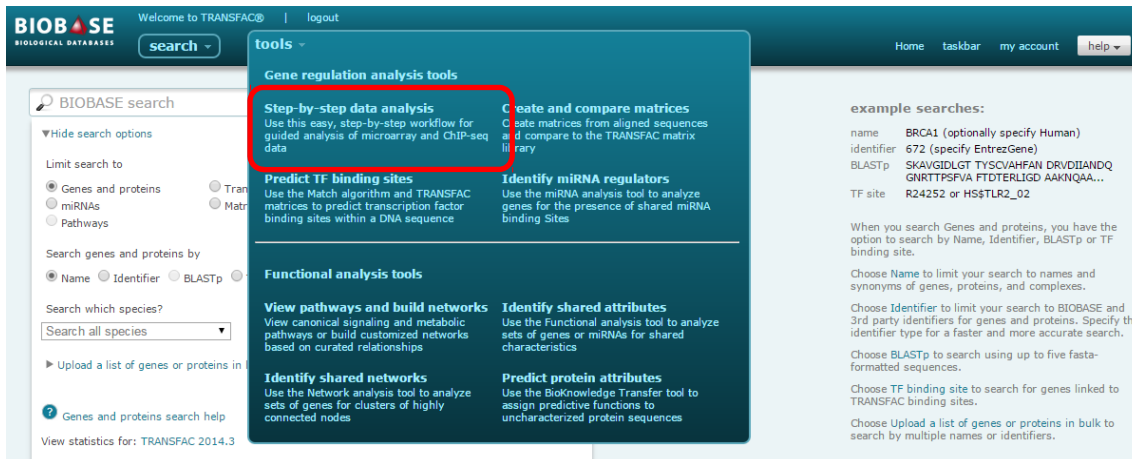 BIOBASE
BIOLOGICAL DATABASES
Welcome to TRANSFAC® | logout
search
tools
Home taskbar my account help
BIOBASE search
Hide search options
Limit search to
Genes and proteins
miRNAs
Pathways
Search genes and proteins by
Name Identifier BLASTp
Search which species?
Search all species
Upload a list of genes or proteins in
Genes and proteins search help
View statistics for: TRANSFAC 2014.3
Gene regulation analysis tools
Step-by-step data analysis
Use this easy, step-by-step workflow for
guided analysis of microarray and ChIP-seq
data
Create and compare matrices
Create matrices from aligned sequences
and compare to the TRANSFAC matrix
library
Predict TF binding sites
Use the Match algorithm and TRANSFAC
matrices to predict transcription factor
binding sites within a DNA sequence
Identify miRNA regulators
Use the miRNA analysis tool to analyze
genes for the presence of shared miRNA
binding Sites
Functional analysis tools
View pathways and build networks
View canonical signaling and metabolic
pathways or build customized networks
based on curated relationships
Identify shared attributes
Use the Functional analysis tool to analyze
sets of genes or miRNAs for shared
characteristics
Identify shared networks
Use the Network analysis tool to analyze
sets of genes for clusters of highly
connected nodes
Predict protein attributes
Use the BioKnowledge Transfer tool to
assign predictive functions to
uncharacterized protein sequences
example searches:
name BRCA1 (optionally specify Human)
identifier 672 (specify EntrezGene)
BLASTp SKAVGIDLGT TYSCVAHFAN DRVDIIANDQ
GNRTTPSFVA FTDTERLIGD AAKNQAA...
TF site R24252 or HS$TLR2_02
When you search Genes and proteins, you have the
option to search by Name, Identifier, BLASTp or TF
binding site.
Choose Name to limit your search to names and
synonyms of genes, proteins, and complexes.
Choose Identifier to limit your search to BIOBASE and
3rd party identifiers for genes and proteins. Specify th
identifier type for a faster and more accurate search.
Choose BLASTp to search using up to five fasta-
formatted sequences.
Choose TF binding site to search for genes linked to
TRANSFAC binding sites.
Choose Upload a list of genes or proteins in bulk to
search by multiple names or identifiers.